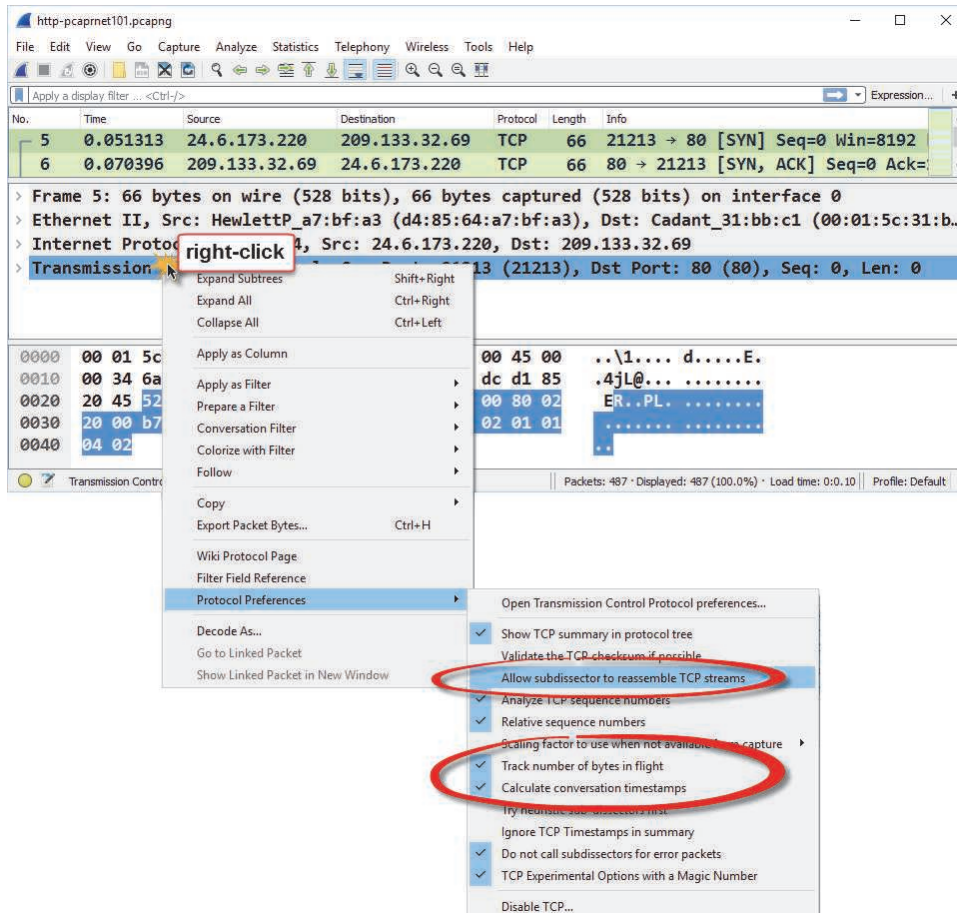 http-pcaprnet101.pcapng
File Edit View Go Capture Analyze Statistics Telephony Wireless Tools Help
Apply a display filter ... <Ctrl-/> Expression... +
No. Time Source Destination Protocol Length Info
5 0.051313 24.6.173.220 209.133.32.69 TCP 66 21213 → 80 [SYN] Seq=0 Win=8192
6 0.070396 209.133.32.69 24.6.173.220 TCP 66 80 → 21213 [SYN, ACK] Seq=0 Ack=
> Frame 5: 66 bytes on wire (528 bits), 66 bytes captured (528 bits) on interface 0
> Ethernet II, Src: HewlettP_a7:bf:a3 (d4:85:64:a7:bf:a3), Dst: Cadant_31:bb:c1 (00:01:5c:31:b…
> Internet Proto 4, Src: 24.6.173.220, Dst: 209.133.32.69
right-click
> Transmission 13 (21213), Dst Port: 80 (80), Seq: 0, Len: 0
Expand Subtrees Shift+Right
Expand All Ctrl+Right
Collapse All Ctrl+Left
Apply as Column
Apply as Filter
Prepare a Filter
Conversation Filter
Colorize with Filter
Follow
Copy
Export Packet Bytes... Ctrl+H
Wiki Protocol Page
Filter Field Reference
Protocol Preferences
Decode As...
Go to Linked Packet
Show Linked Packet in New Window
0000 00 01 5c 00 45 00 ..\1.... d.....E.
0010 00 34 6a dc d1 85 .4jL@... ........
0020 20 45 52 00 80 02 ER..PL. ........
0030 20 00 b7 02 01 01 ........ ........
0040 04 02 ..
Transmission Contr Packets: 487 · Displayed: 487 (100.0%) · Load time: 0:0.10 Profile: Default
Open Transmission Control Protocol preferences...
Show TCP summary in protocol tree
Validate the TCP checksum if possible
Allow subdissector to reassemble TCP streams
Analyze TCP sequence numbers
Relative sequence numbers
Scaling factor to use when not available from capture
Track number of bytes in flight
Calculate conversation timestamps
Try heuristic sub-dissectors first
Ignore TCP Timestamps in summary
Do not call subdissectors for error packets
TCP Experimental Options with a Magic Number
Disable TCP...